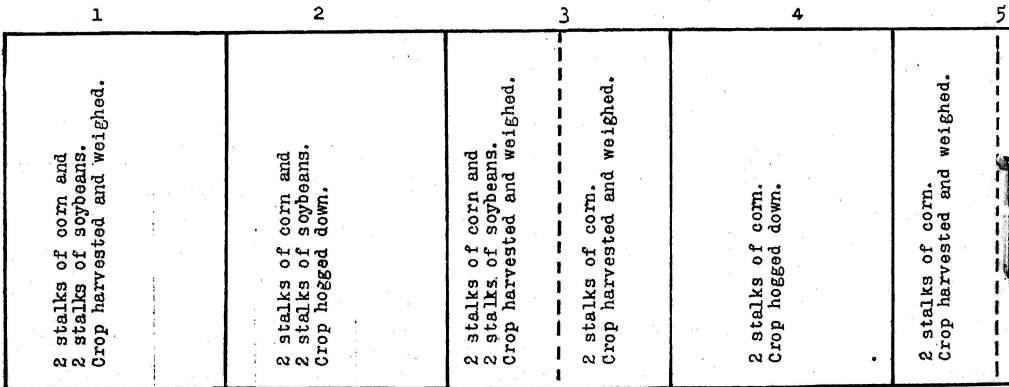 1 2 3 4 5
2 stalks of corn and
2 stalks of soybeans.
Crop harvested and weighed.
2 stalks of corn and
2 stalks of soybeans.
Crop hogged down.
2 stalks of corn and
2 stalks of soybeans.
Crop harvested and weighed.
2 stalks of corn.
Crop harvested and weighed.
2 stalks of corn.
Crop hogged down.
2 stalks of corn.
Crop harvested and weighed.